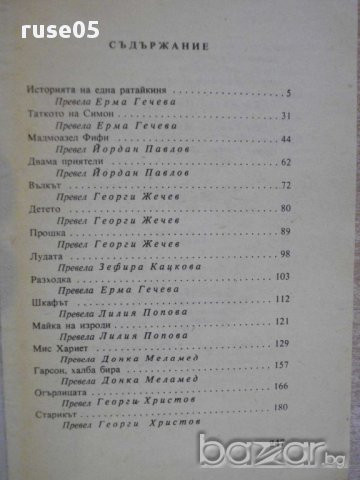 ruse05
СЪДЪРЖАНИЕ
Историята на една ратайкиня . . . . . . . . . . . . . . . 5
Превела Ерма Гечева
Таткото на Симон . . . . . . . . . . . . . . . 31
Превела Ерма Гечева
Мадмоазел Фифи . . . . . . . . . . . . . . . 44
Превел Йордан Павлов
Двама приятели . . . . . . . . . . . . . . . 62
Превел Йордан Павлов
Вълкът . . . . . . . . . . . . . . . 72
Превел Георги Жечев
Детето . . . . . . . . . . . . . . . 80
Превел Георги Жечев
Прошка . . . . . . . . . . . . . . . 89
Превел Георги Жечев
Лудата . . . . . . . . . . . . . . . 98
Превела Зефира Кацкова
Разходка . . . . . . . . . . . . . . . 103
Превела Ерма Гечева
Шкафът . . . . . . . . . . . . . . . 112
Превела Лилия Попова
Майка на изроди . . . . . . . . . . . . . . . 121
Превела Лилия Попова
Мис Хариет . . . . . . . . . . . . . . . 129
Превела Донка Меламед
Гарсон, халба бира . . . . . . . . . . . . . . . 157
Превела Донка Меламед
Огърлицата . . . . . . . . . . . . . . . 166
Превел Георги Христов
Старикът . . . . . . . . . . . . . . . 180
Превел Георги Христов
bazar.bg